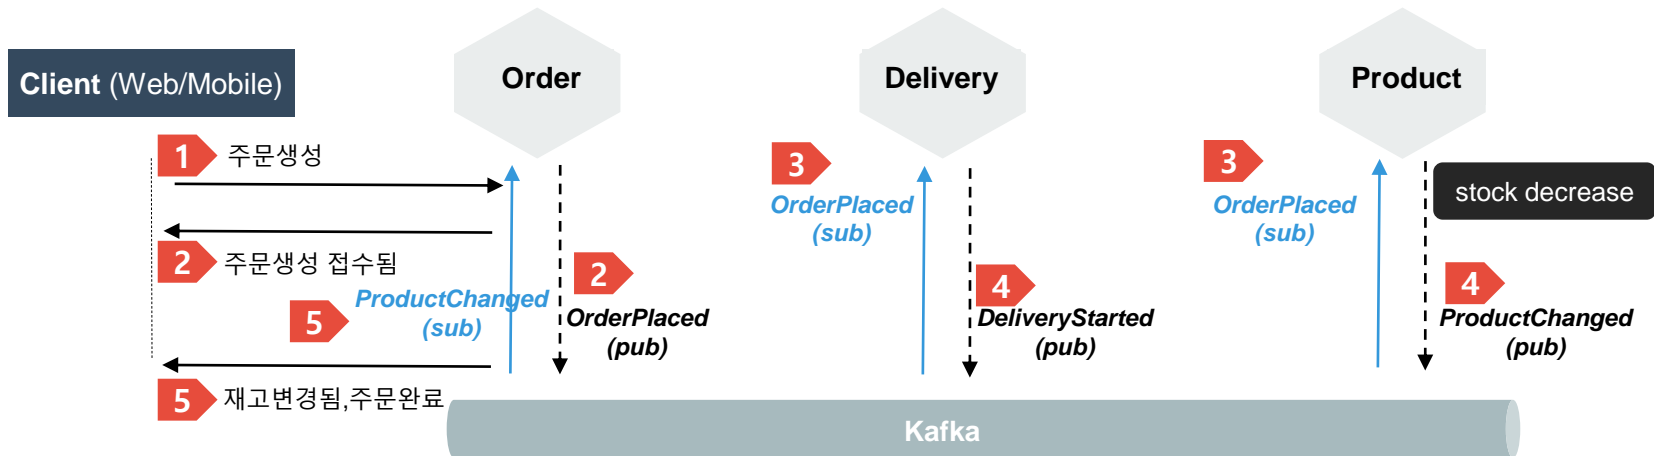 Client (Web/Mobile)
Order
Delivery
Product
1
주문생성
2
주문생성 접수됨
5
ProductChanged
(sub)
5
재고변경됨,주문완료
2
OrderPlaced
(pub)
3
OrderPlaced
(sub)
4
DeliveryStarted
(pub)
3
OrderPlaced
(sub)
stock decrease
4
ProductChanged
(pub)
Kafka